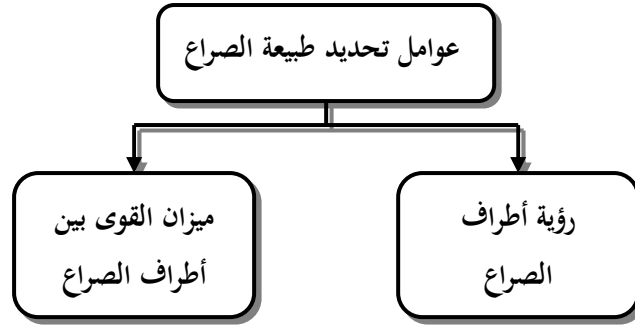 عوامل تحديد طبيعة الصراع
رؤية أطراف
الصراع
ميزان القوى بين
أطراف الصراع